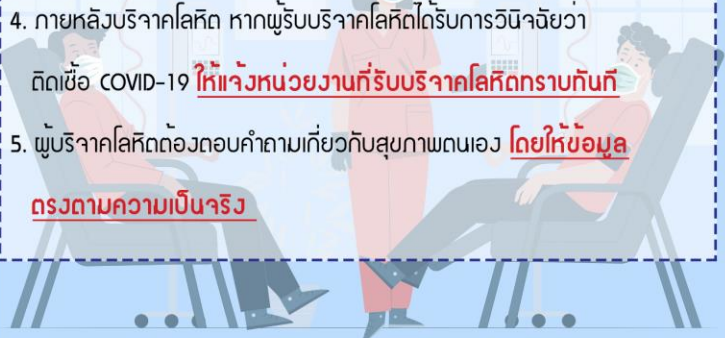 4. ภายหลังบริจาคโลหิต หากผู้รับบริจาคโลหิตได้รับการวินิจฉัยว่า
ติดเชื้อ COVID-19 ให้แจ้งหน่วยงานที่รับบริจาคโลหิตทราบทันที
5. ผู้บริจาคโลหิตต้องตอบคำถามเกี่ยวกับสุขภาพตนเอง โดยให้ข้อมูล
ตรงตามความเป็นจริง